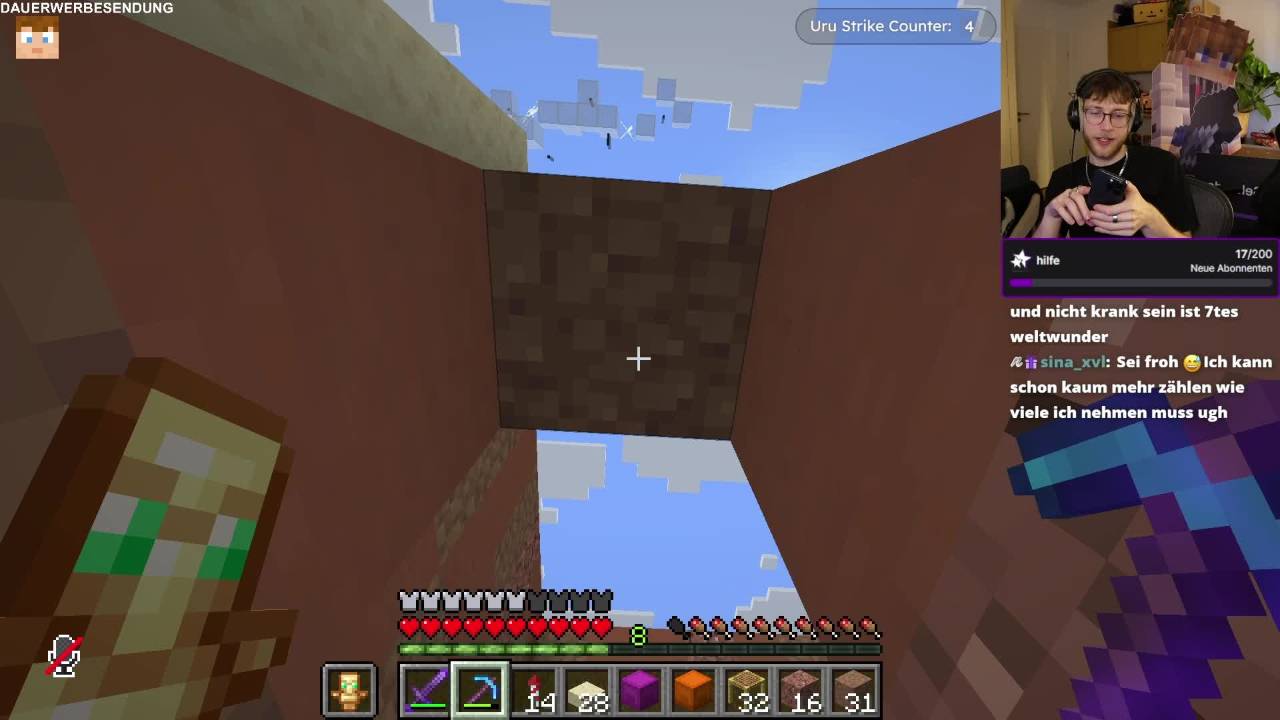 DAUERWERBESENDUNG
Uru Strike Counter: 4
hilfe
17/200
Neue Abonnenten
und nicht krank sein ist 7tes
weltwunder
sina_xvl: Sei froh 😅Ich kann
schon kaum mehr zählen wie
viele ich nehmen muss ugh
8
14
28
32
16
31